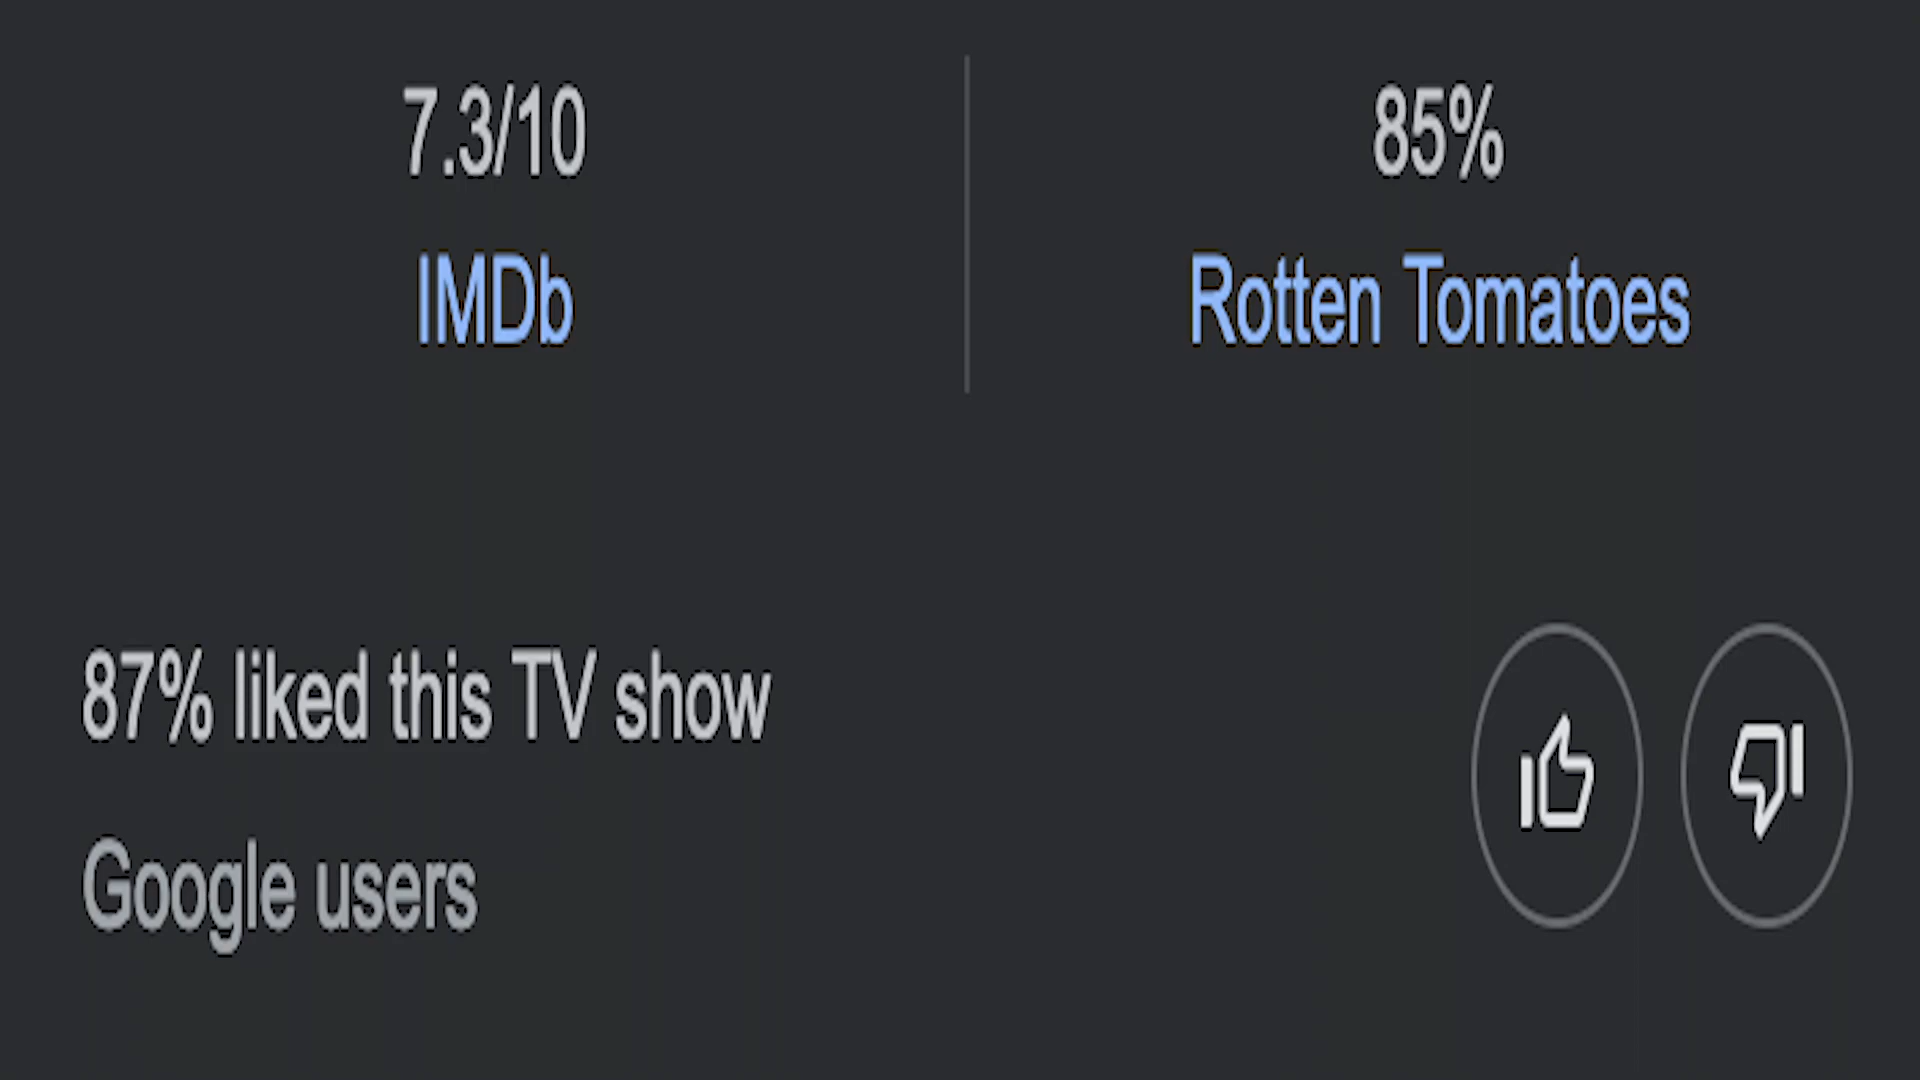 7.3/10
IMDb
85%
Rotten Tomatoes
87% liked this TV show
Google users